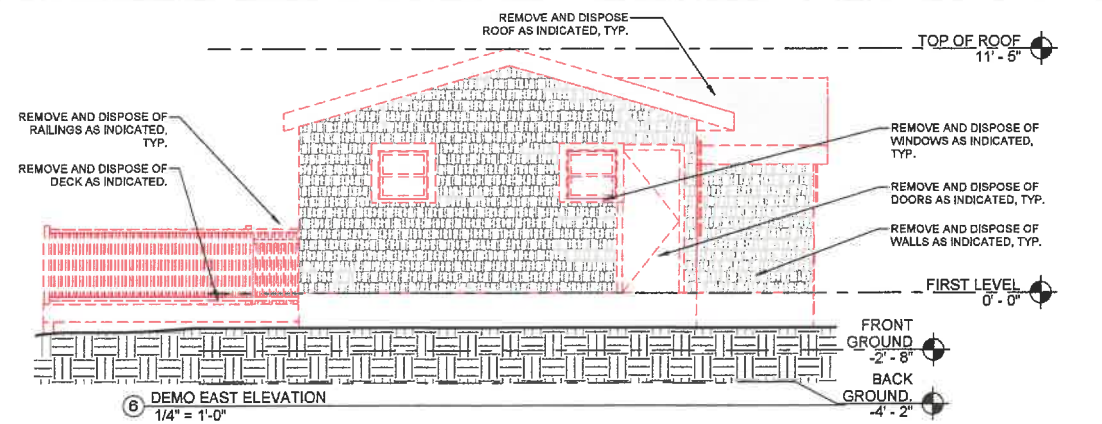 REMOVE AND DISPOSE
ROOF AS INDICATED, TYP.
TOP OF ROOF
11' - 5"
REMOVE AND DISPOSE OF
RAILINGS AS INDICATED,
TYP.
REMOVE AND DISPOSE OF
DECK AS INDICATED.
REMOVE AND DISPOSE OF
WINDOWS AS INDICATED,
TYP.
REMOVE AND DISPOSE OF
DOORS AS INDICATED, TYP.
REMOVE AND DISPOSE OF
WALLS AS INDICATED, TYP.
FIRST LEVEL
0' - 0"
FRONT
GROUND
-2' - 8"
BACK
GROUND.
-4' - 2"
6 DEMO EAST ELEVATION
1/4" = 1'-0"